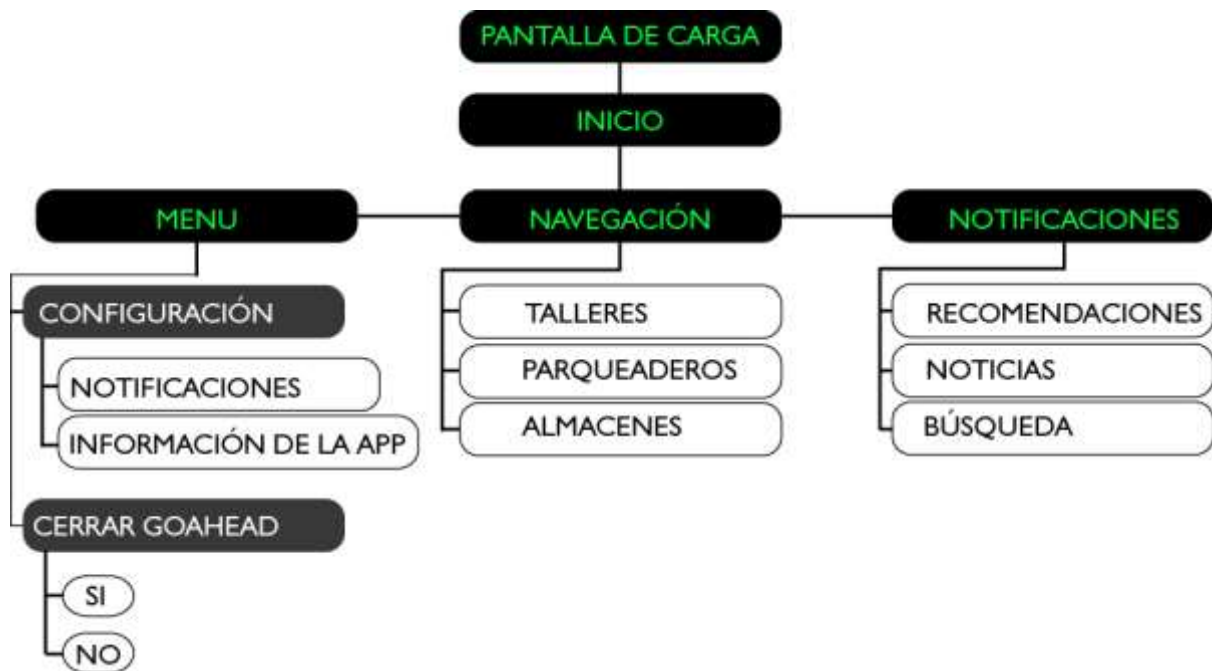 PANTALLA DE CARGA
INICIO
MENU
NAVEGACIÓN
NOTIFICACIONES
CONFIGURACIÓN
NOTIFICACIONES
INFORMACIÓN DE LA APP
CERRAR GOAHEAD
SI
NO
TALLERES
PARQUEADEROS
ALMACENES
RECOMENDACIONES
NOTICIAS
BÚSQUEDA